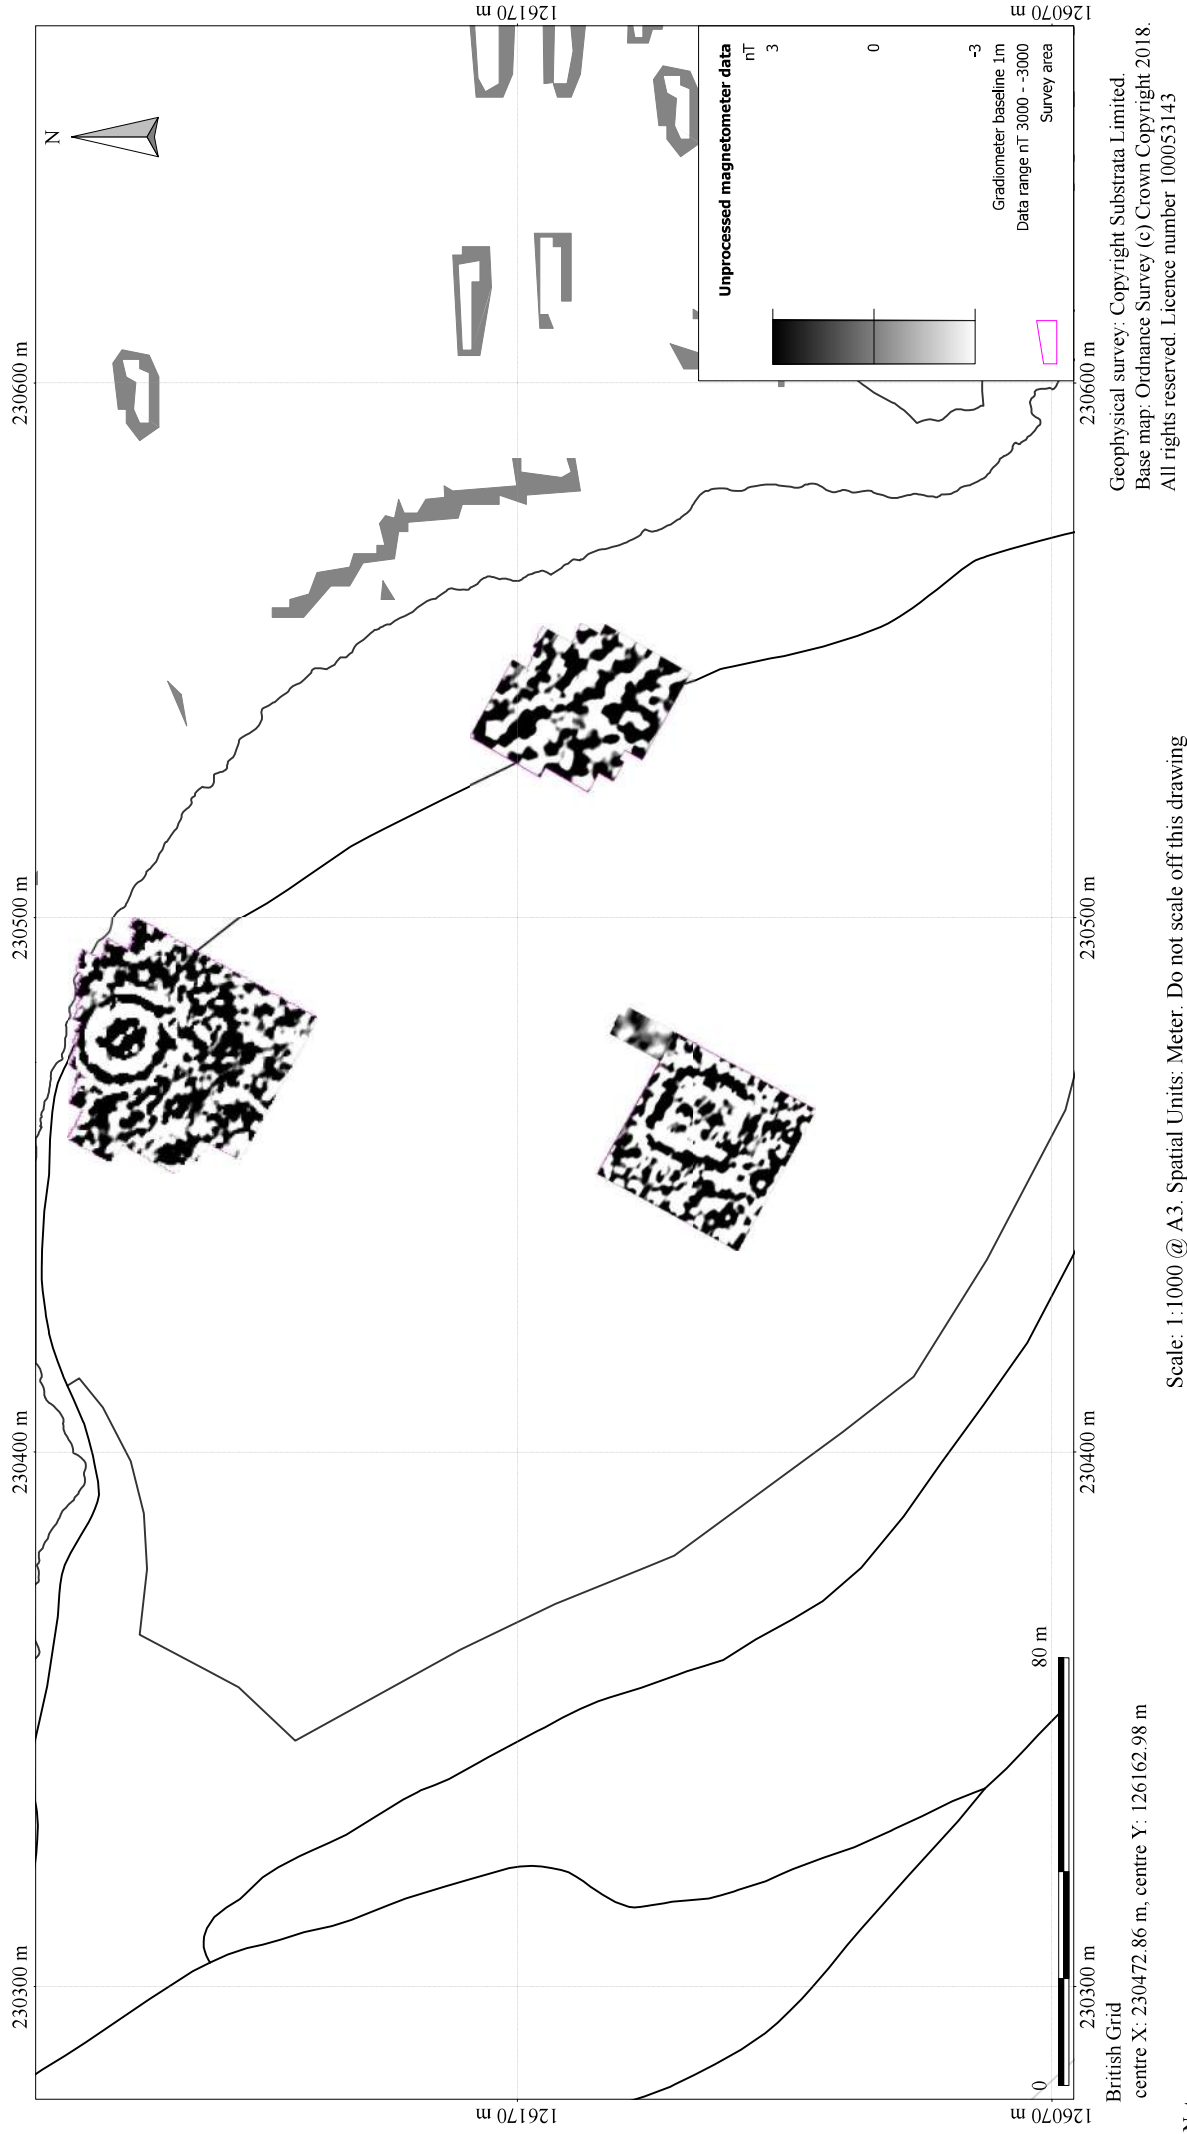 230300 m
230400 m
230500 m
230600 m
126170 m
126070 m
N
126170 m
126070 m
Unprocessed magnetometer data
nT
3
0
-3
Gradiometer baseline 1m
Data range nT 3000 - -3000
Survey area
0
80 m
230300 m
230400 m
230500 m
230600 m
British Grid
centre X: 230472.86 m, centre Y: 126162.98 m
Scale: 1:1000 @ A3. Spatial Units: Meter. Do not scale off this drawing
Geophysical survey: Copyright Substrata Limited.
Base map: Ordnance Survey (c) Crown Copyright 2018.
All rights reserved. Licence number 100053143